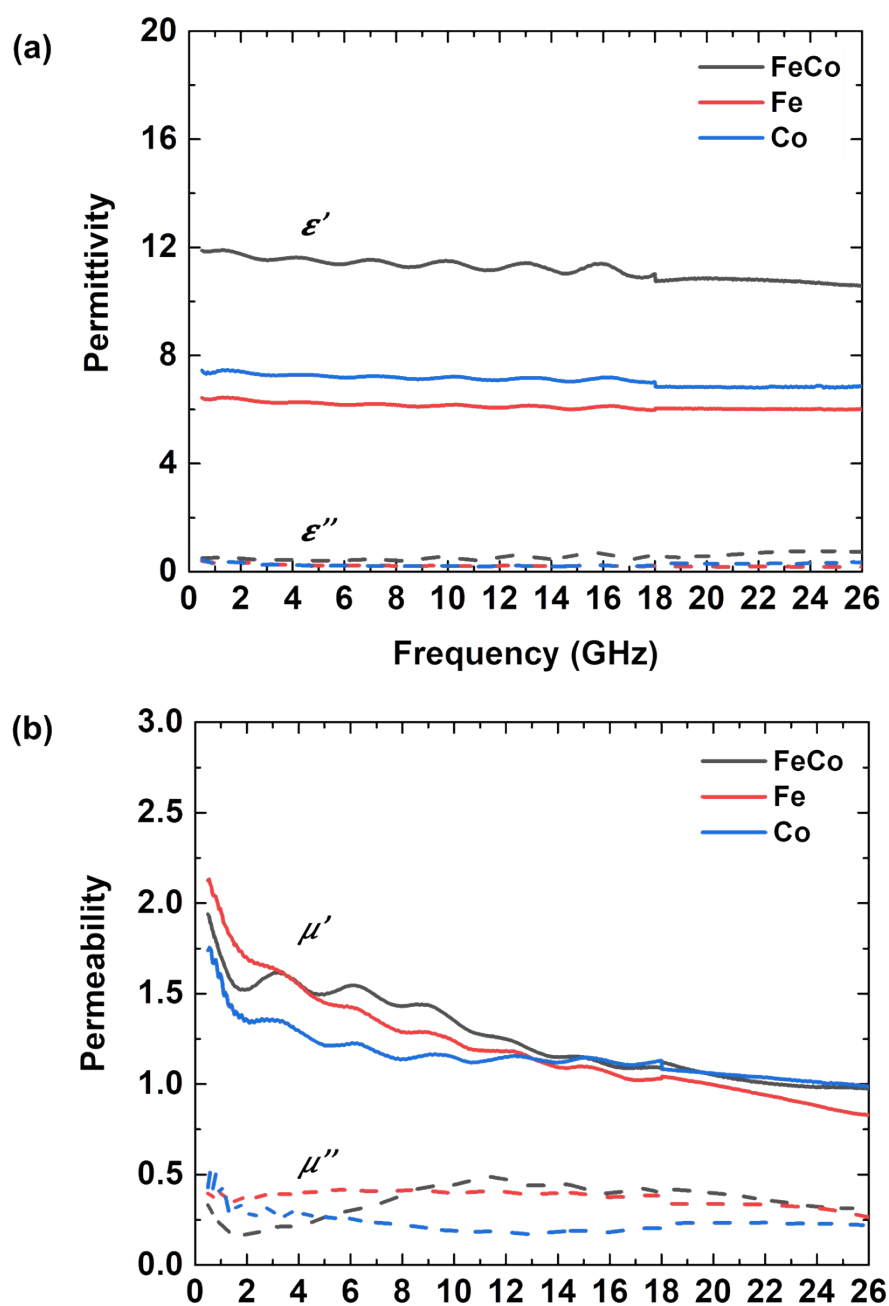 (a)
20
16
12
8
4
0
Permittivity
FeCo
Fe
Co
ε’
ε’’
0 2 4 6 8 10 12 14 16 18 20 22 24 26
Frequency (GHz)
(b)
3.0
2.5
2.0
1.5
1.0
0.5
0.0
Permeability
FeCo
Fe
Co
μ’
μ’’
0 2 4 6 8 10 12 14 16 18 20 22 24 26